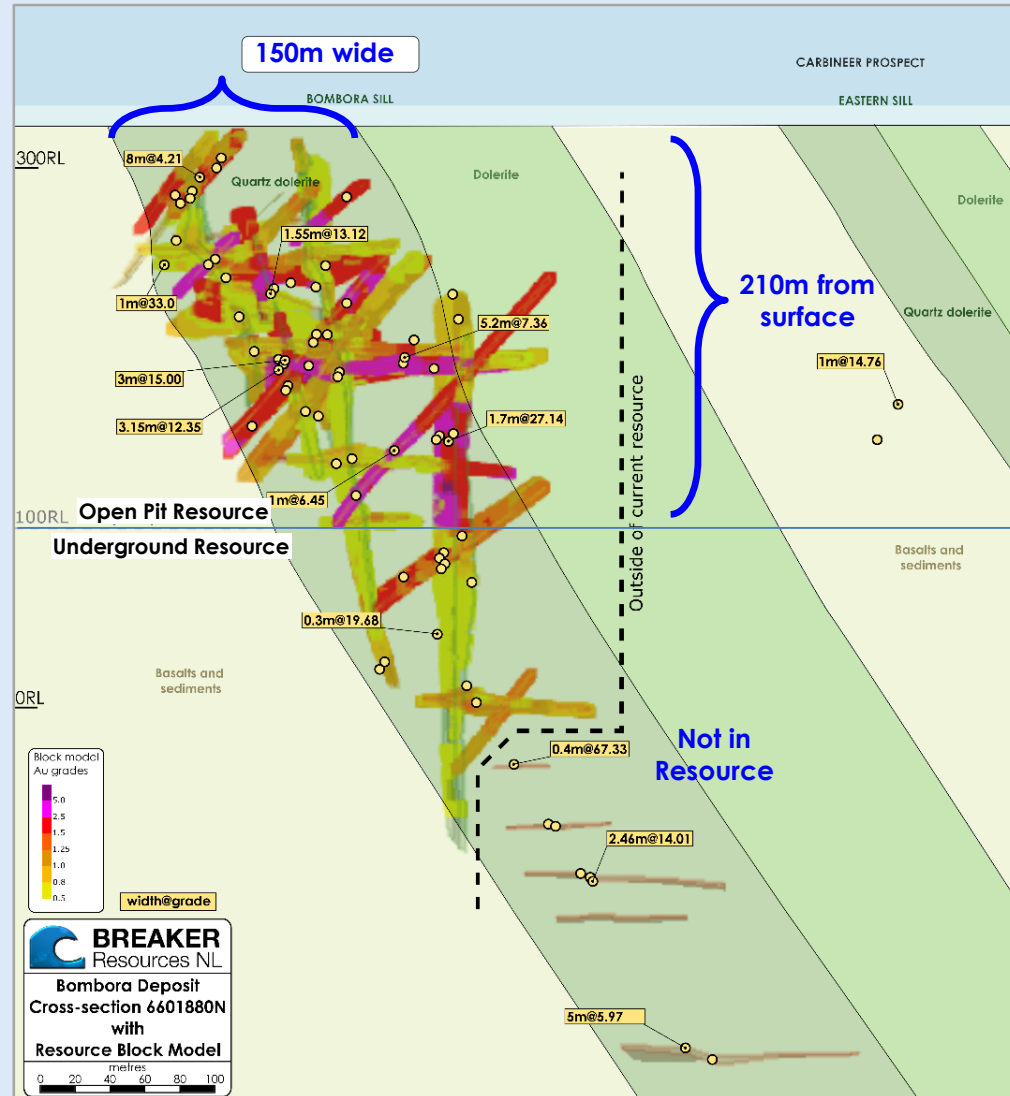 150m wide
CARBINEER PROSPECT
BOMBORA SILL
EASTERN SILL
300RL
8m@4.21
Quartz dolerite
Dolerite
Dolerite
1.55m@13.12
1m@33.0
210m from
surface
5.2m@7.36
Quartz dolerite
1m@14.76
3m@15.00
3.15m@12.35
1.7m@27.14
Outside of current resource
1m@6.45
Open Pit Resource
100RL
Underground Resource
Basalts and
sediments
0.3m@19.68
Basalts and
sediments
0RL
Not in
Resource
0.4m@67.33
Block model
Au grades
5.0
2.5
1.5
1.25
1.0
0.8
0.5
2.46m@14.01
width@grade
BREAKER
Resources NL
Bombora Deposit
Cross-section 6601880N
with
Resource Block Model
metres
0 20 40 60 80 100
5m@5.97